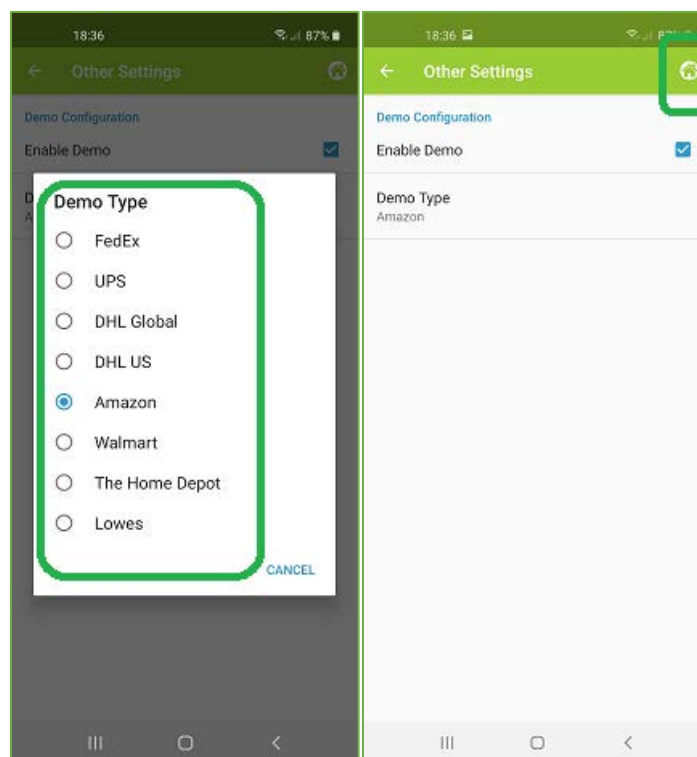 18:36
87%
Other Settings
Demo Configuration
Enable Demo
D
A
Demo Type
FedEx
UPS
DHL Global
DHL US
Amazon
Walmart
The Home Depot
Lowes
CANCEL
18:36
87%
Other Settings
Demo Configuration
Enable Demo
Demo Type
Amazon